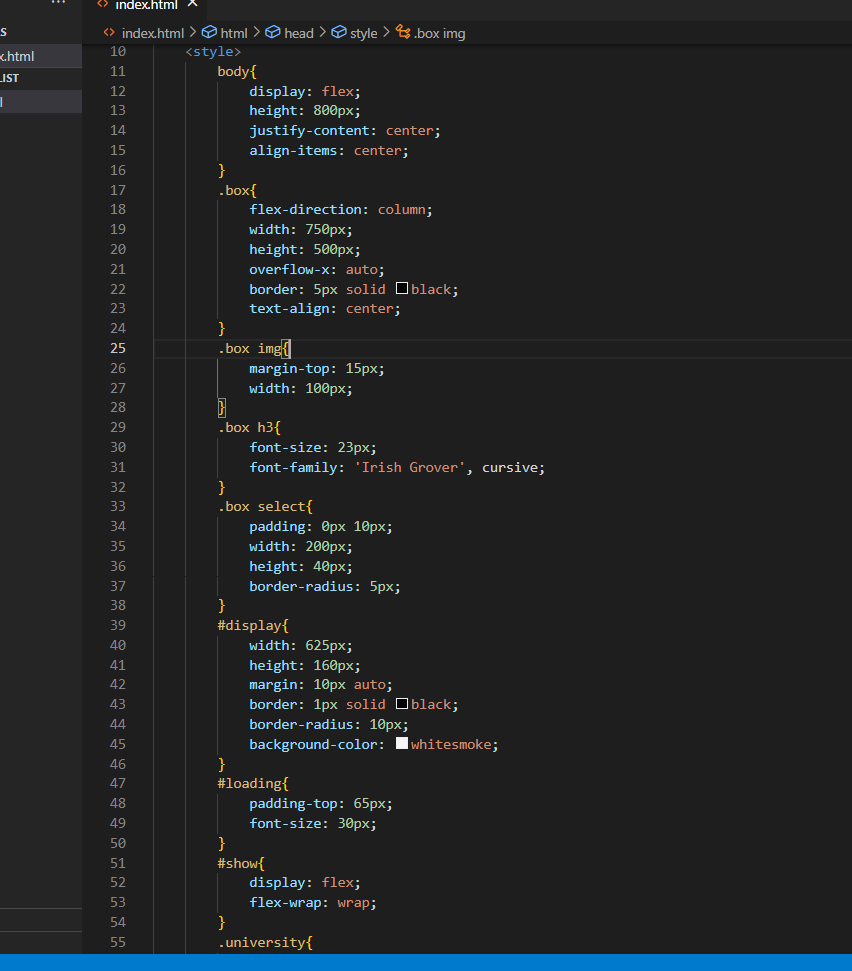 index.html ×
index.html > html > head > style > .box img
S
x.html
LIST
l
10 <style>
11 body{
12 display: flex;
13 height: 800px;
14 justify-content: center;
15 align-items: center;
16 }
17 .box{
18 flex-direction: column;
19 width: 750px;
20 height: 500px;
21 overflow-x: auto;
22 border: 5px solid black;
23 text-align: center;
24 }
25 .box img{
26 margin-top: 15px;
27 width: 100px;
28 }
29 .box h3{
30 font-size: 23px;
31 font-family: 'Irish Grover', cursive;
32 }
33 .box select{
34 padding: 0px 10px;
35 width: 200px;
36 height: 40px;
37 border-radius: 5px;
38 }
39 #display{
40 width: 625px;
41 height: 160px;
42 margin: 10px auto;
43 border: 1px solid black;
44 border-radius: 10px;
45 background-color: whitesmoke;
46 }
47 #loading{
48 padding-top: 65px;
49 font-size: 30px;
50 }
51 #show{
52 display: flex;
53 flex-wrap: wrap;
54 }
55 .university{